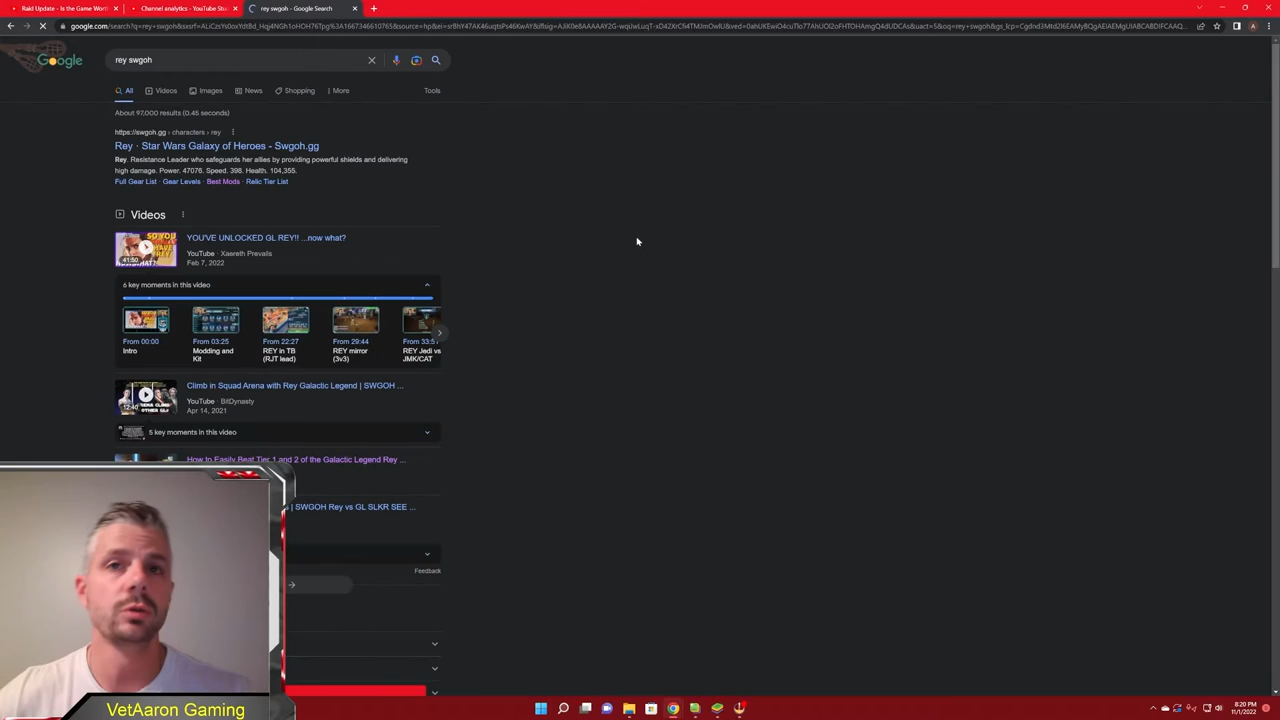 Raid Update - Is the Game Worth
Channel analytics - YouTube Stu
rey swgoh - Google Search
Google
rey swgoh
All
Videos
Images
News
Shopping
More
Tools
About 97,000 results (0.45 seconds)
https://swgoh.gg › characters › rey
Rey · Star Wars Galaxy of Heroes - Swgoh.gg
Rey. Resistance Leader who safeguards her allies by providing powerful shields and delivering
high damage. Power. 47076. Speed. 398. Health. 104,355.
Full Gear List · Gear Levels · Best Mods · Relic Tier List
Videos
41:50
YOU'VE UNLOCKED GL REY!! ...now what?
YouTube · Xaereth Prevails
Feb 7, 2022
6 key moments in this video
From 00:00
Intro
From 03:25
Modding and
Kit
From 22:27
REY in TB
(RJT lead)
From 29:44
REY mirror
(3v3)
From 33:51
REY Jedi vs
JMK/CAT
12:40
Climb in Squad Arena with Rey Galactic Legend | SWGOH ...
YouTube · BitDynasty
Apr 14, 2021
5 key moments in this video
How to Easily Beat Tier 1 and 2 of the Galactic Legend Rey ...
| SWGOH Rey vs GL SLKR SEE ...
Feedback
VetAaron Gaming
8:20 PM
11/1/2022